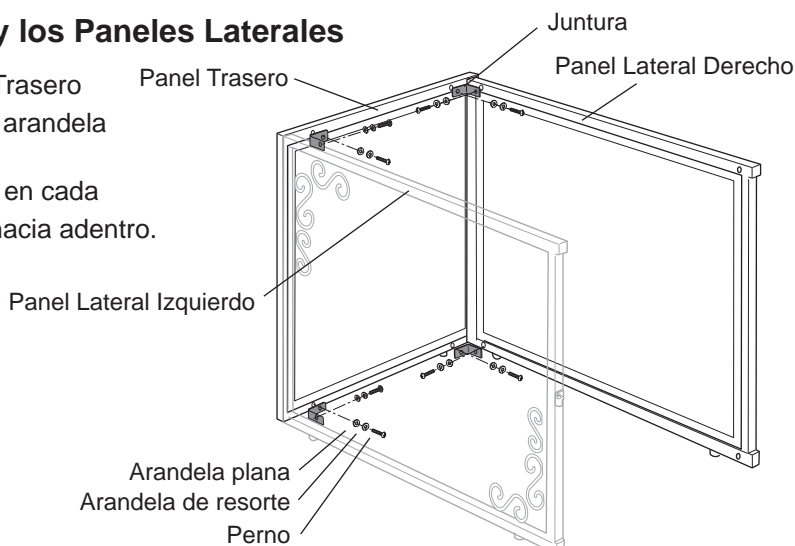 y los Paneles Laterales
Trasero
arandela
en cada
hacia adentro.
Juntura
Panel Trasero
Panel Lateral Derecho
Panel Lateral Izquierdo
Arandela plana
Arandela de resorte
Perno